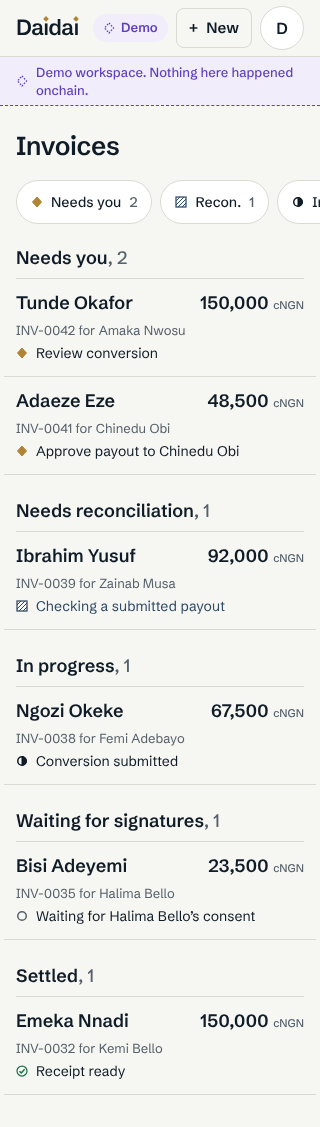 Daidai
Demo
+ New
D
Demo workspace. Nothing here happened
onchain.
Invoices
Needs you 2
Recon. 1
Needs you, 2
Tunde Okafor 150,000 cNGN
INV-0042 for Amaka Nwosu
Review conversion
Adaeze Eze 48,500 cNGN
INV-0041 for Chinedu Obi
Approve payout to Chinedu Obi
Needs reconciliation, 1
Ibrahim Yusuf 92,000 cNGN
INV-0039 for Zainab Musa
Checking a submitted payout
In progress, 1
Ngozi Okeke 67,500 cNGN
INV-0038 for Femi Adebayo
Conversion submitted
Waiting for signatures, 1
Bisi Adeyemi 23,500 cNGN
INV-0035 for Halima Bello
Waiting for Halima Bello’s consent
Settled, 1
Emeka Nnadi 150,000 cNGN
INV-0032 for Kemi Bello
Receipt ready